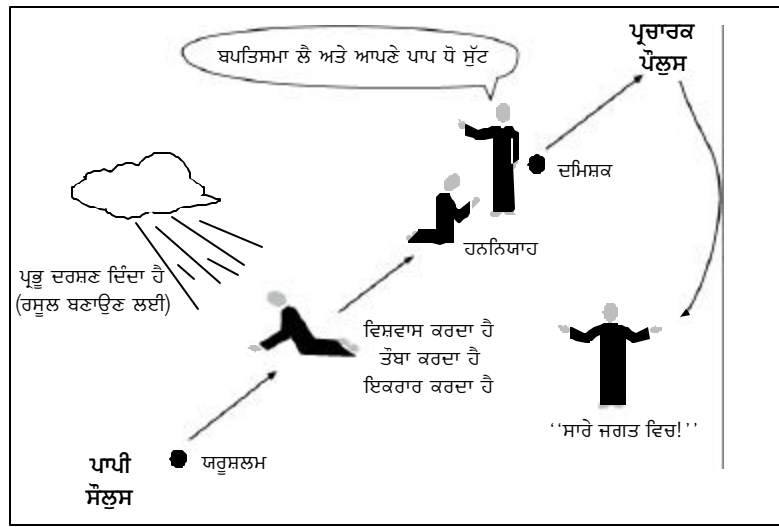 ਬਪਤਿਸਮਾ ਲੈ ਅਤੇ ਆਪਣੇ ਪਾਪ ਧੋ ਸੁੱਟ
ਪ੍ਰਚਾਰਕ
ਪੌਲੁਸ
ਦਮਿਸ਼ਕ
ਹਨਨਿਯਾਹ
ਪ੍ਰਭੂ ਦਰਸ਼ਣ ਦਿੰਦਾ ਹੈ
(ਰਸੂਲ ਬਣਾਉਣ ਲਈ)
ਵਿਸ਼ਵਾਸ ਕਰਦਾ ਹੈ
ਤੌਬਾ ਕਰਦਾ ਹੈ
ਇਕਰਾਰ ਕਰਦਾ ਹੈ
‘‘ਸਾਰੇ ਜਗਤ ਵਿਚ!’’
ਪਾਪੀ
ਸੌਲੁਸ
ਯਰੂਸ਼ਲਮ